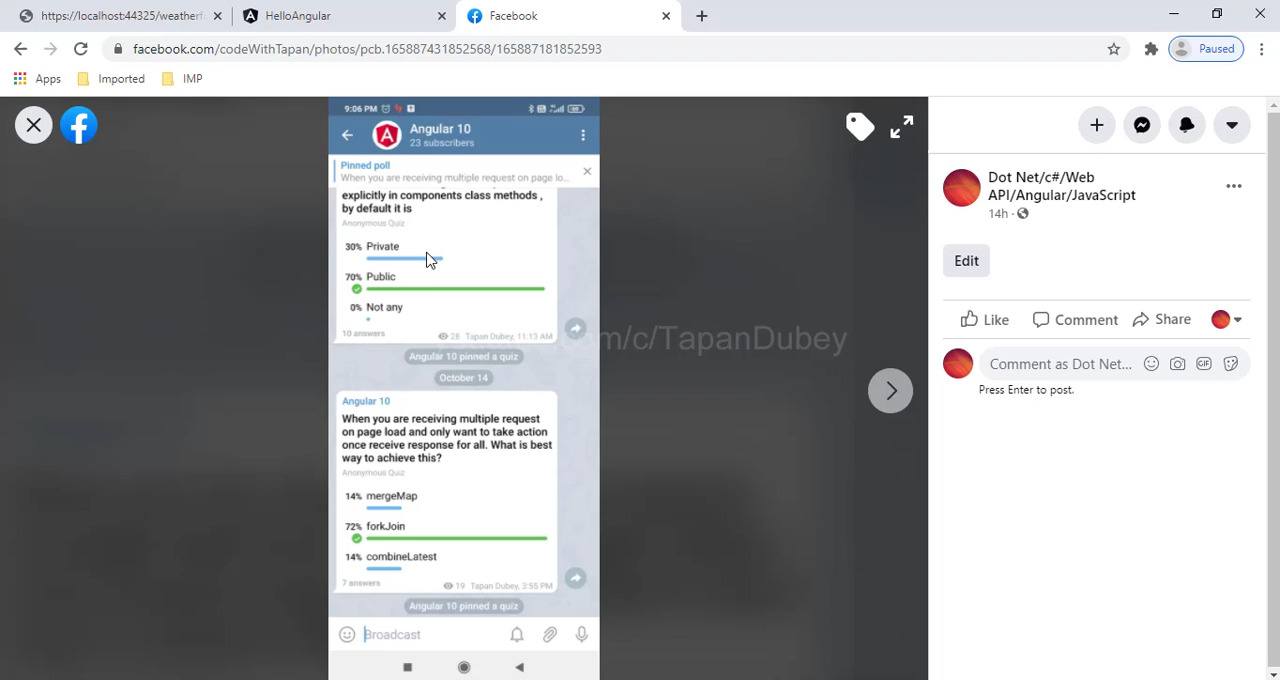 https://localhost:44325/weatherf
HelloAngular
Facebook
facebook.com/codeWithTapan/photos/pcb.165887431852568/165887181852593
Paused
Apps
Imported
IMP
9:06 PM
Angular 10
23 subscribers
Pinned poll
When you are receiving multiple request on page lo...
explicitly in components class methods ,
by default it is
Anonymous Quiz
30% Private
70% Public
0% Not any
10 answers
28 Tapan Dubey, 11:13 AM
m/c/TapanDubey
Angular 10 pinned a quiz
October 14
Angular 10
When you are receiving multiple request
on page load and only want to take action
once receive response for all. What is best
way to achieve this?
Anonymous Quiz
14% mergeMap
72% forkJoin
14% combineLatest
7 answers
19 Tapan Dubey, 3:55 PM
Angular 10 pinned a quiz
Broadcast
Dot Net/c#/Web
API/Angular/JavaScript
14h ·
Edit
Like
Comment
Share
Comment as Dot Net...
GIF
Press Enter to post.